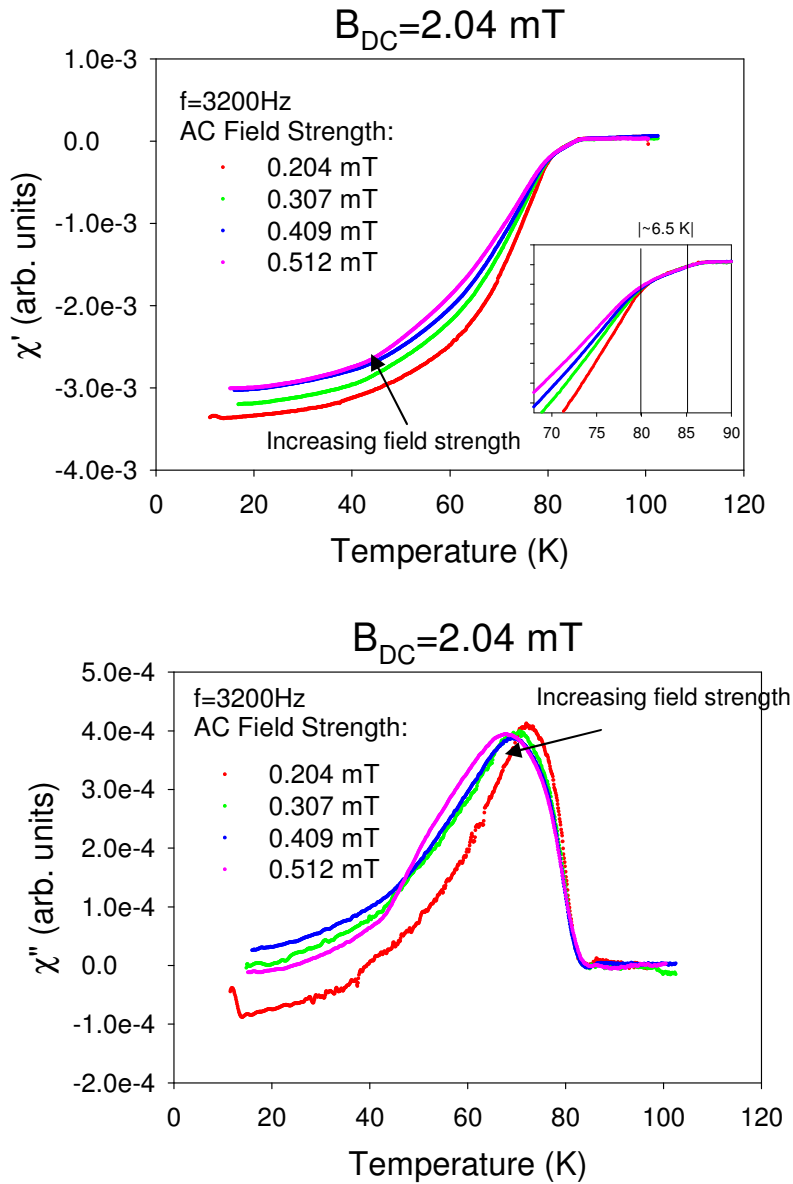 B_DC=2.04 mT
1.0e-3
f=3200Hz
AC Field Strength:
0.0
0.204 mT
0.307 mT
0.409 mT
0.512 mT
-1.0e-3
|~6.5 K|
χ' (arb. units)
-2.0e-3
-3.0e-3
70 75 80 85 90
Increasing field strength
-4.0e-3
0 20 40 60 80 100 120
Temperature (K)
B_DC=2.04 mT
5.0e-4
f=3200Hz
Increasing field strength
AC Field Strength:
4.0e-4
0.204 mT
0.307 mT
3.0e-4
0.409 mT
0.512 mT
2.0e-4
χ" (arb. units)
1.0e-4
0.0
-1.0e-4
-2.0e-4
0 20 40 60 80 100 120
Temperature (K)